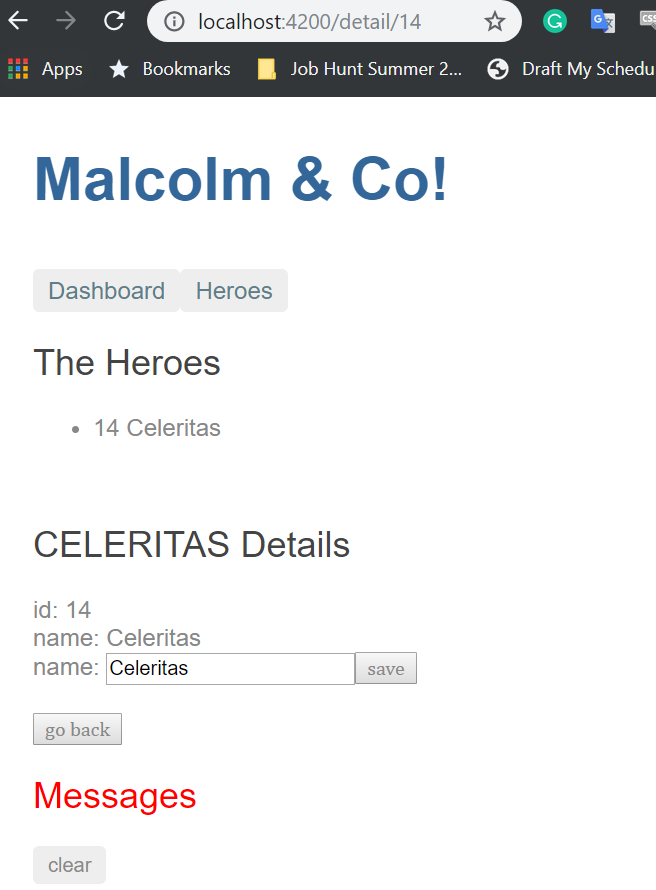 localhost:4200/detail/14
Apps Bookmarks Job Hunt Summer 2... Draft My Schedu
Malcolm & Co!
Dashboard Heroes
The Heroes
• 14 Celeritas
CELERITAS Details
id: 14
name: Celeritas
name: Celeritas save
go back
Messages
clear